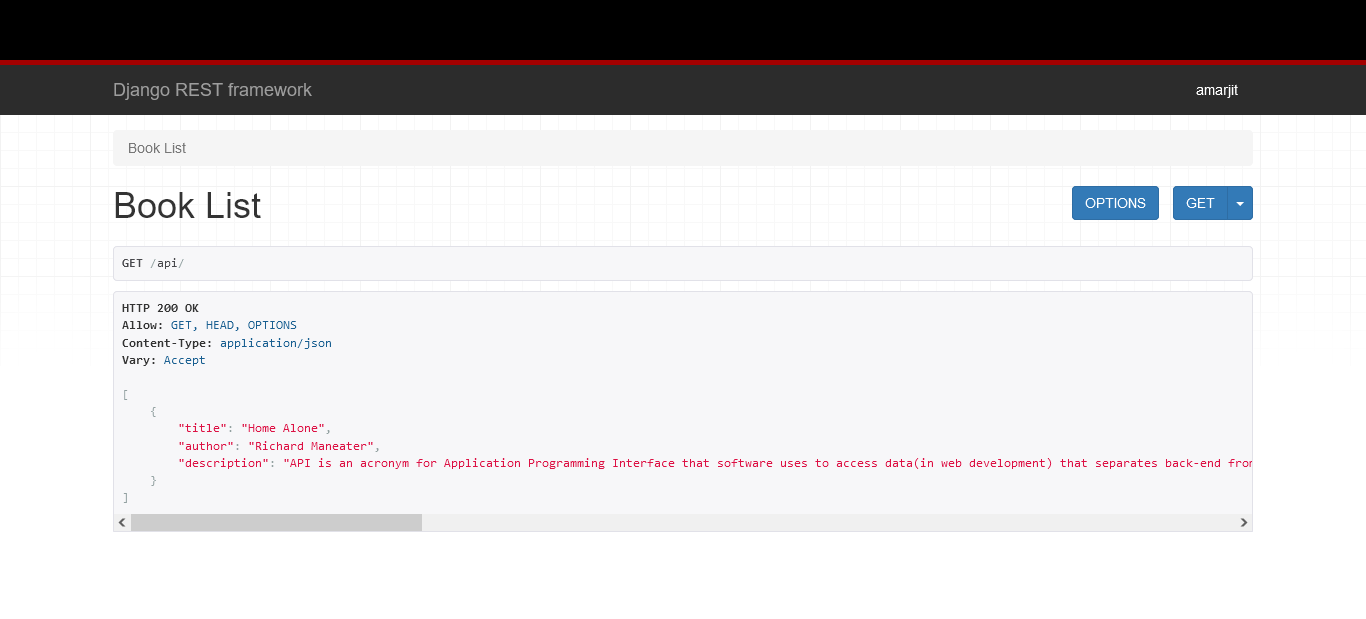 Django REST framework
amarjit
Book List
Book List
OPTIONS
GET
GET /api/
HTTP 200 OK
Allow: GET, HEAD, OPTIONS
Content-Type: application/json
Vary: Accept
[
{
"title": "Home Alone",
"author": "Richard Maneater",
"description": "API is an acronym for Application Programming Interface that software uses to access data(in web development) that separates back-end from
}
]